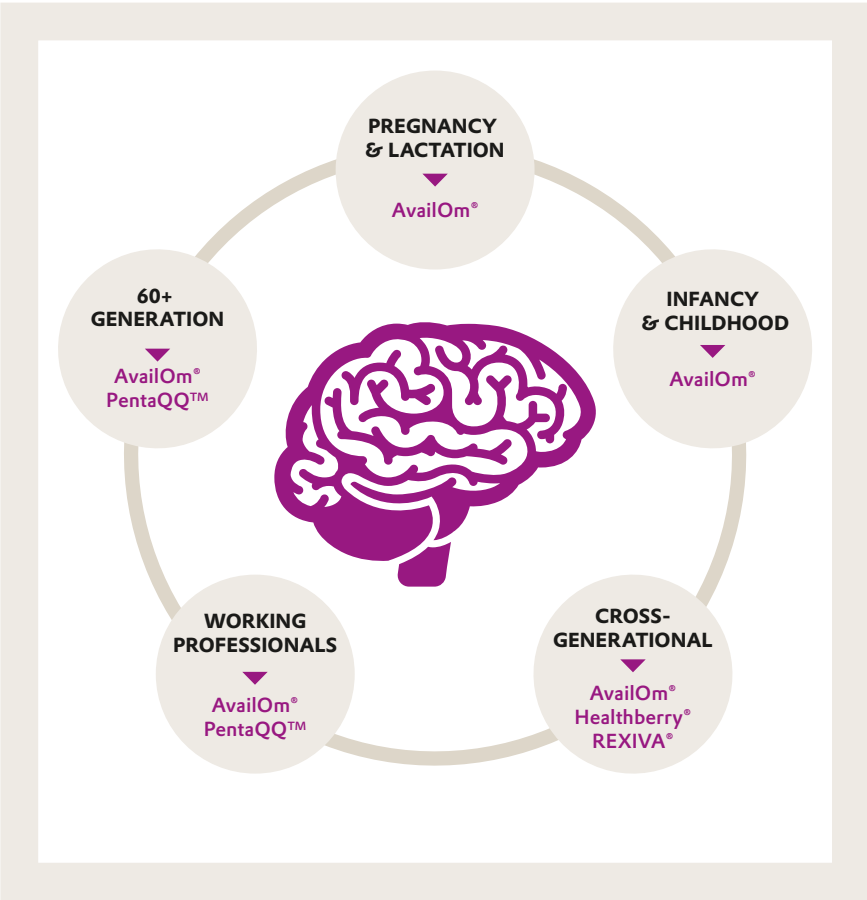 PREGNANCY
& LACTATION
AvailOm®
60+
GENERATION
AvailOm®
PentaQQ™
INFANCY
& CHILDHOOD
AvailOm®
WORKING
PROFESSIONALS
AvailOm®
PentaQQ™
CROSS-
GENERATIONAL
AvailOm®
Healthberry®
REXIVA®